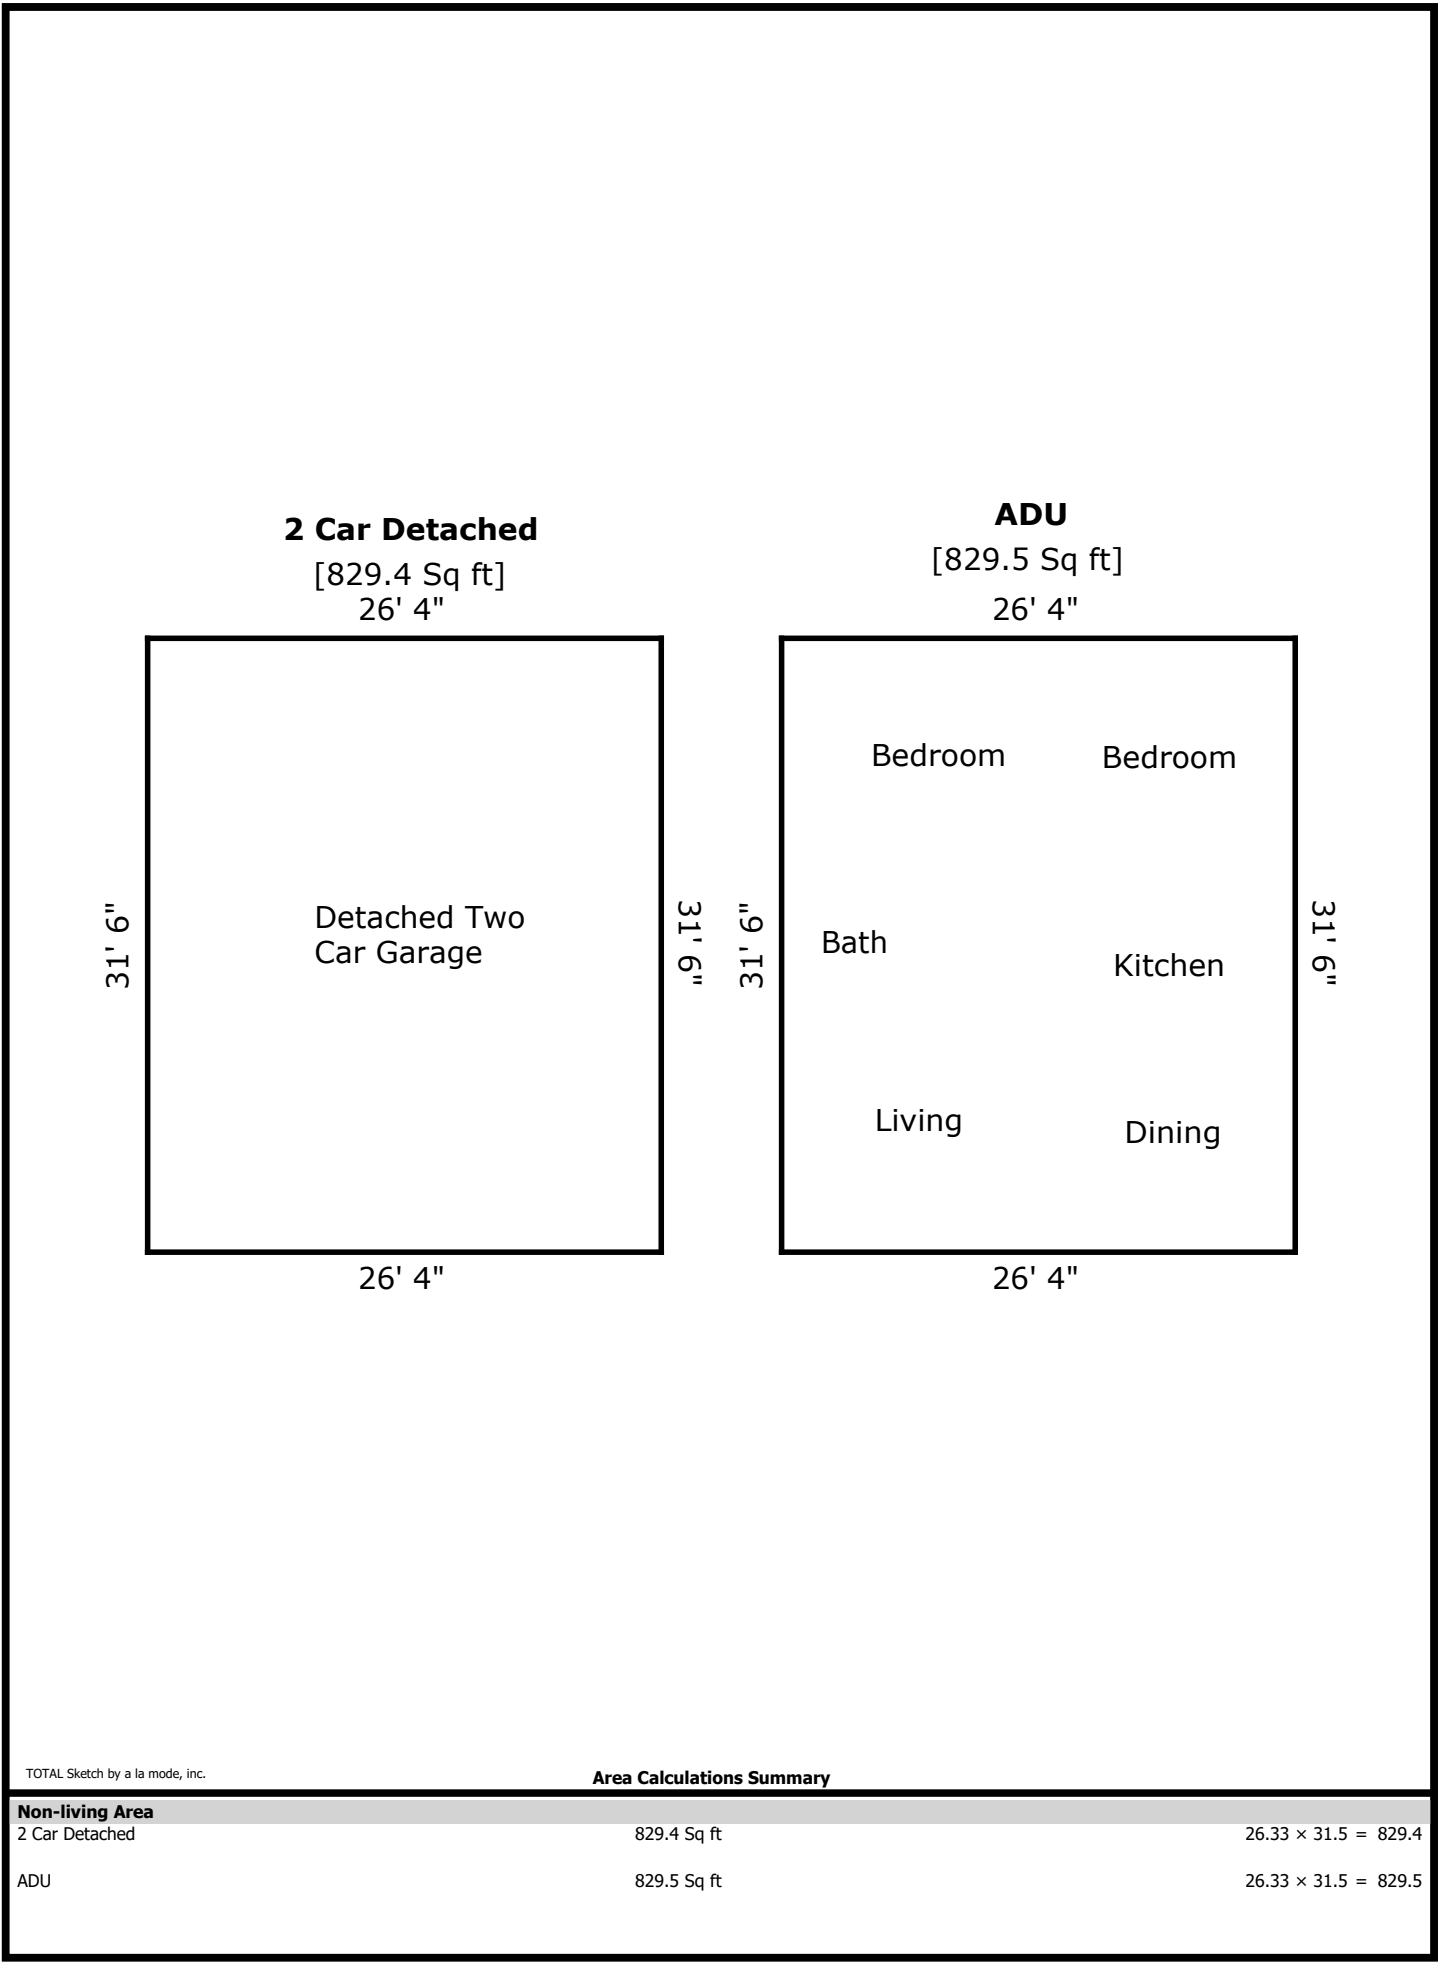 2 Car Detached
[829.4 Sq ft]
26' 4"
ADU
[829.5 Sq ft]
26' 4"
31' 6"
Detached Two
Car Garage
31' 6"
26' 4"
31' 6"
Bedroom
Bedroom
Bath
Kitchen
Living
Dining
31' 6"
26' 4"
TOTAL Sketch by a la mode, inc.
Area Calculations Summary
Non-living Area
2 Car Detached 829.4 Sq ft 26.33 × 31.5 = 829.4
ADU 829.5 Sq ft 26.33 × 31.5 = 829.5